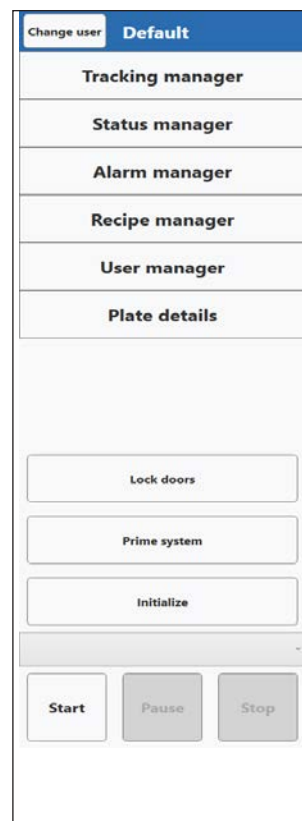 Change user Default
Tracking manager
Status manager
Alarm manager
Recipe manager
User manager
Plate details
Lock doors
Prime system
Initialize
Start Pause Stop